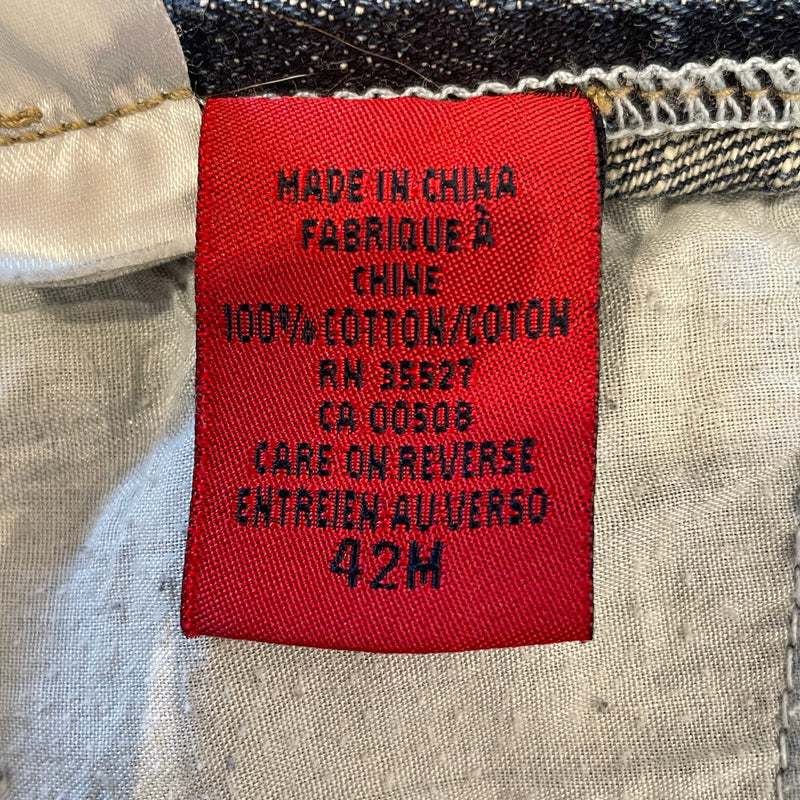 MADE IN CHINA
FABRIQUE À
CHINE
100% COTTON/COTON
RN 35527
CA 00508
CARE ON REVERSE
ENTREIEN AU VERSO
42M